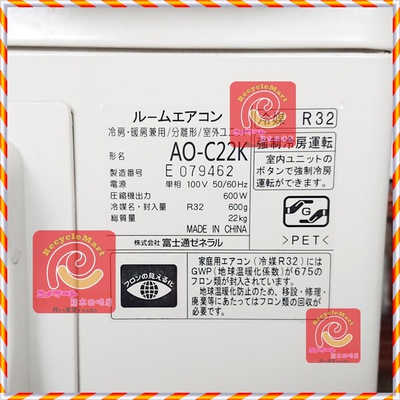 ルームエアコン
冷媒 R32
冷房・暖房兼用/分離形/室外ユニ
形名 AO-C22K
製造番号 E 079462
電源 単相 100V 50/60Hz
圧縮機出力 600W
冷媒名・封入量 R32 600g
総質量 22kg
MADE IN CHINA
株式会社 富士通ゼネラル
強制冷房運転
室内ユニットの
ボタンで強制冷房
運転ができます。
>PET<
フロンの見える化
家庭用エアコン(冷媒R32)には
GWP(地球温暖化係数)が675の
フロン類が封入されています。
地球温暖化防止のため、移設・修理・
廃棄等にあたってはフロン類の回収
が必要です。
RecycleMart
RecycleMart
RecycleMart
RecycleMart
RecycleMart